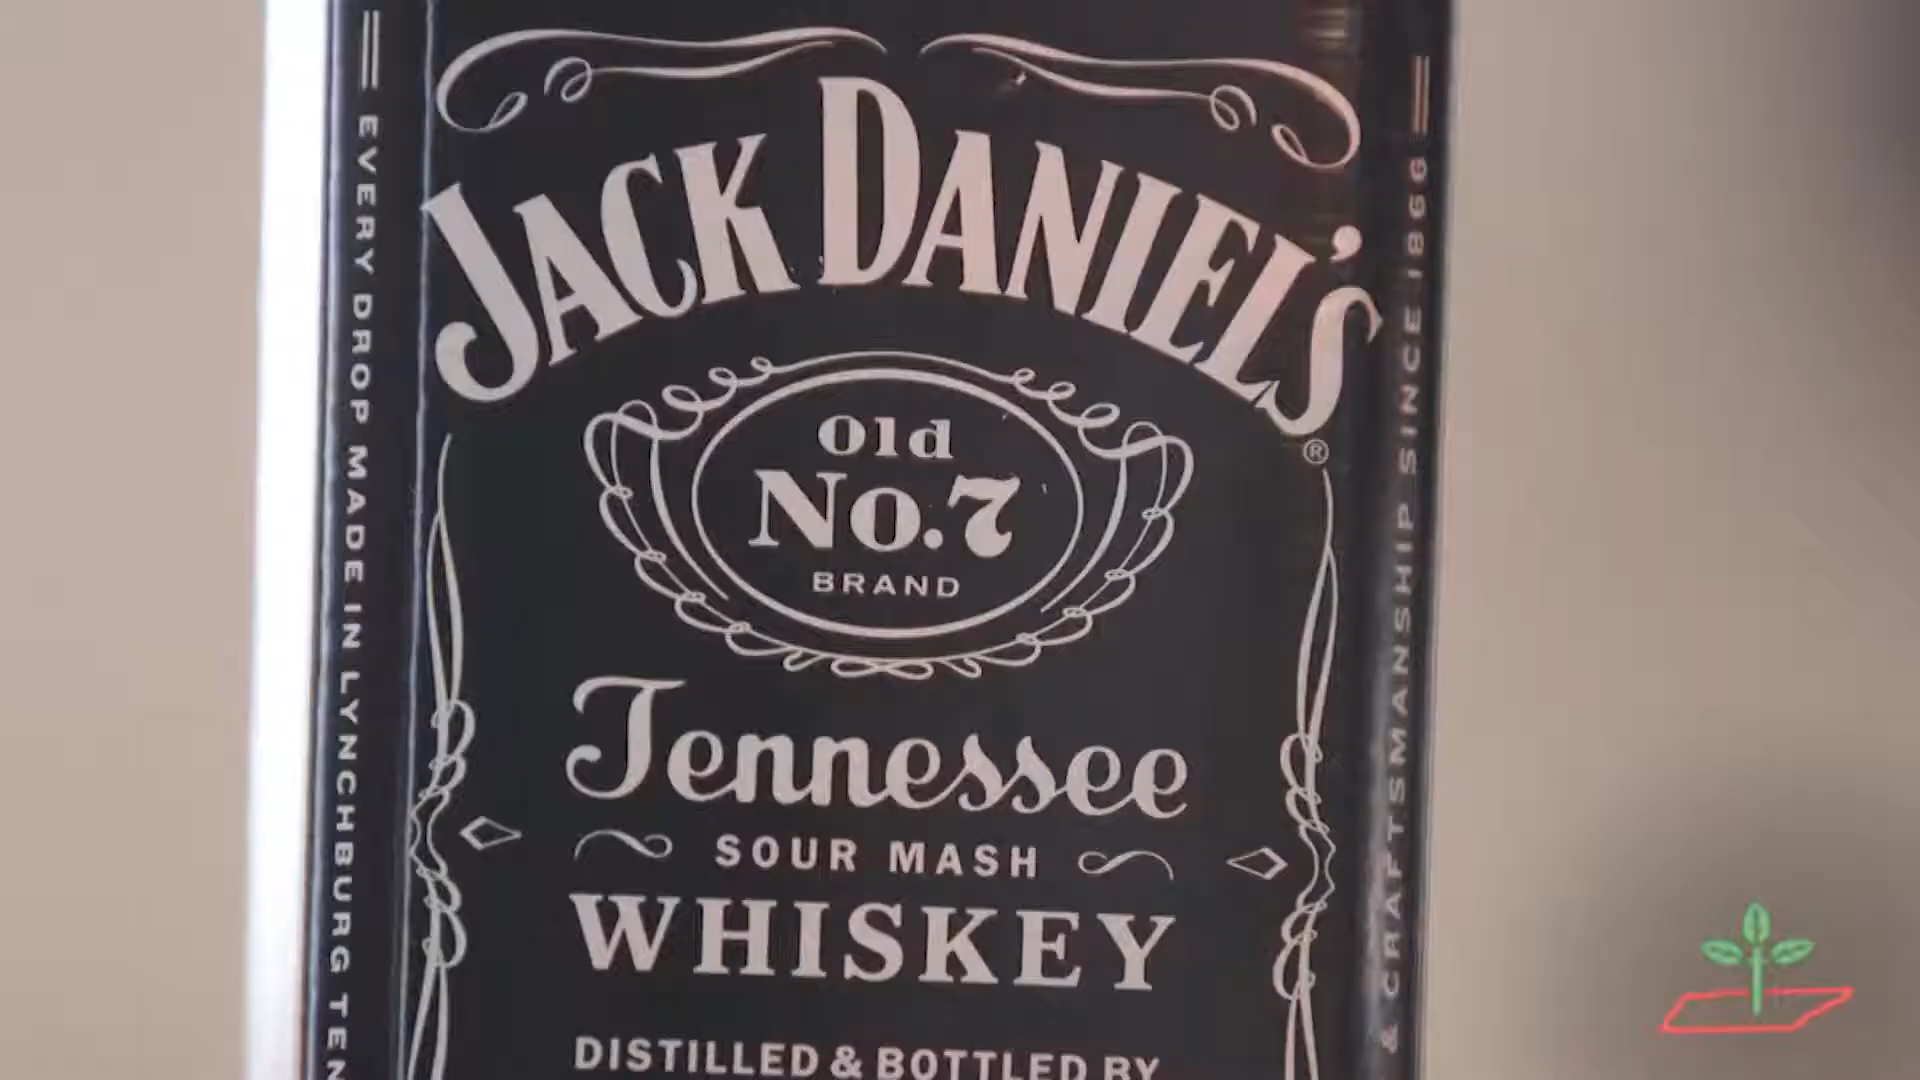 JACK DANIEL'S
®
Old
No.7
BRAND
Tennessee
SOUR MASH
WHISKEY
DISTILLED & BOTTLED BY
EVERY DROP MADE IN LYNCHBURG TEN
& CRAFTSMANSHIP SINCE 1866